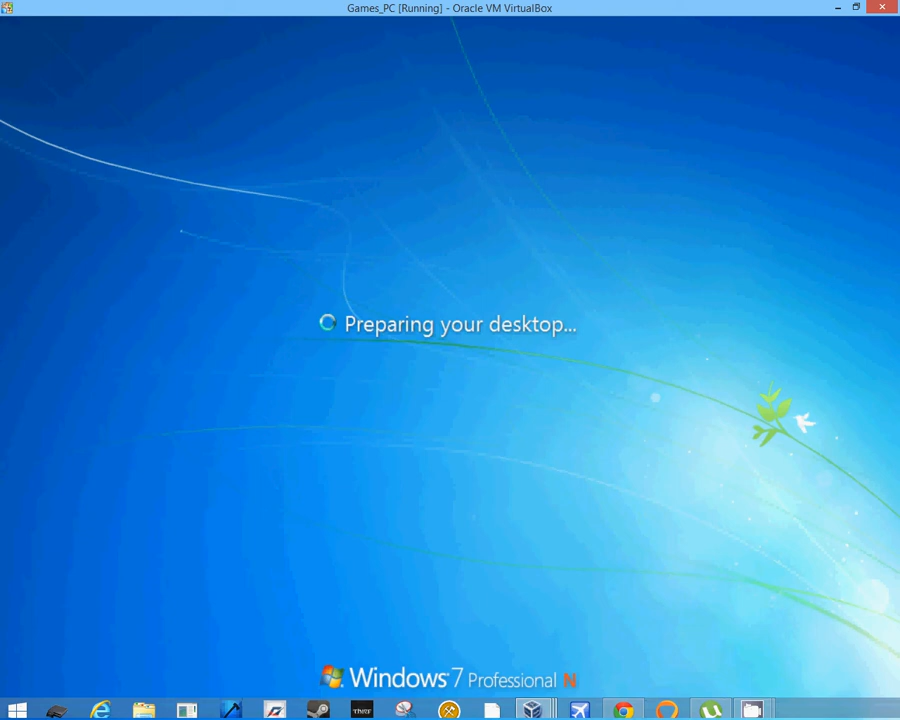 Games_PC [Running] - Oracle VM VirtualBox
Preparing your desktop...
Windows 7 Professional N